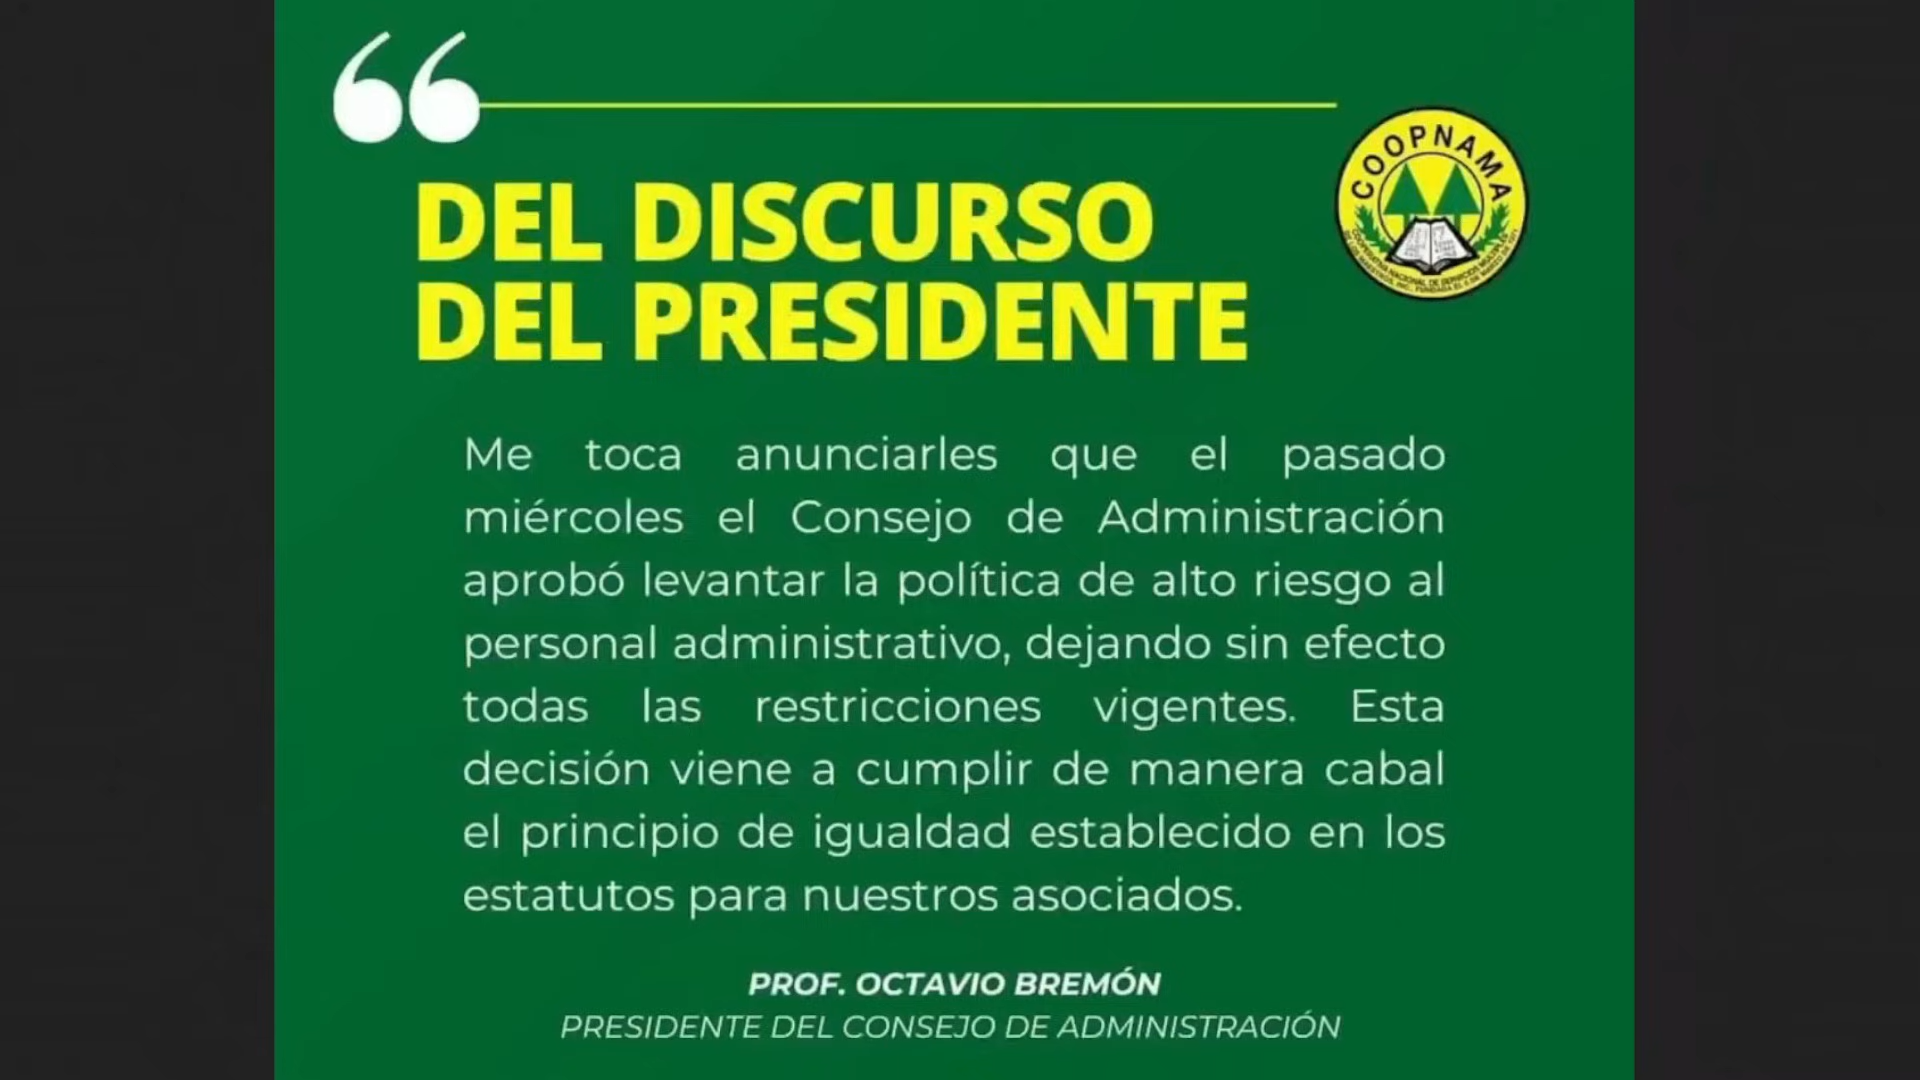 DEL DISCURSO
DEL PRESIDENTE
COOPNAMA
Me toca anunciarles que el pasado
miércoles el Consejo de Administración
aprobó levantar la política de alto riesgo al
personal administrativo, dejando sin efecto
todas las restricciones vigentes. Esta
decisión viene a cumplir de manera cabal
el principio de igualdad establecido en los
estatutos para nuestros asociados.
PROF. OCTAVIO BREMÓN
PRESIDENTE DEL CONSEJO DE ADMINISTRACIÓN